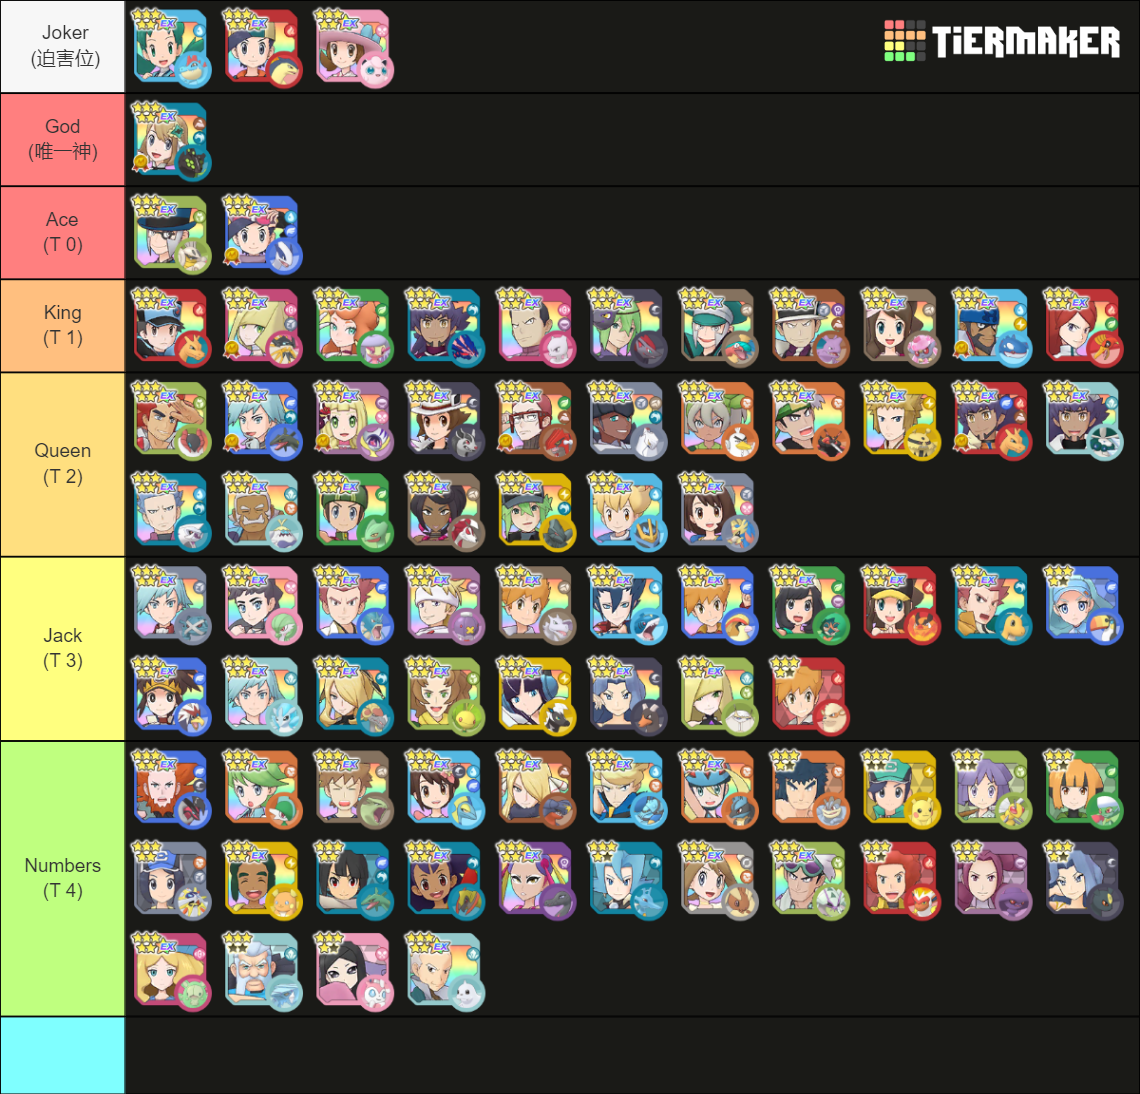 Joker
(迫害位)
TiERMAKER
God
(唯一神)
Ace
(T 0)
King
(T 1)
Queen
(T 2)
Jack
(T 3)
Numbers
(T 4)